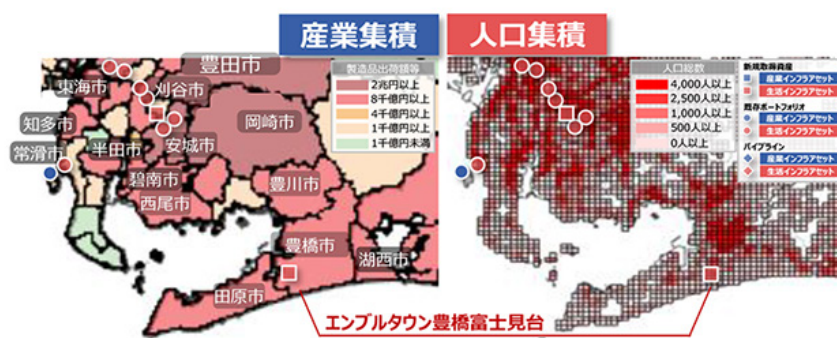 産業集積
人口集積
製造品出荷額等
2兆円以上
8千億円以上
4千億円以上
1千億円以上
1千億円未満
人口総数
4,000人以上
2,500人以上
1,000人以上
500人以上
0人以上
新規取得資産
産業インフラアセット
生活インフラアセット
既存ポートフォリオ
産業インフラアセット
生活インフラアセット
パイプライン
産業インフラアセット
生活インフラアセット
豊田市
東海市
刈谷市
知多市
岡崎市
安城市
常滑市
半田市
碧南市
豊川市
西尾市
豊橋市
湖西市
田原市
エンブルタウン豊橋富士見台